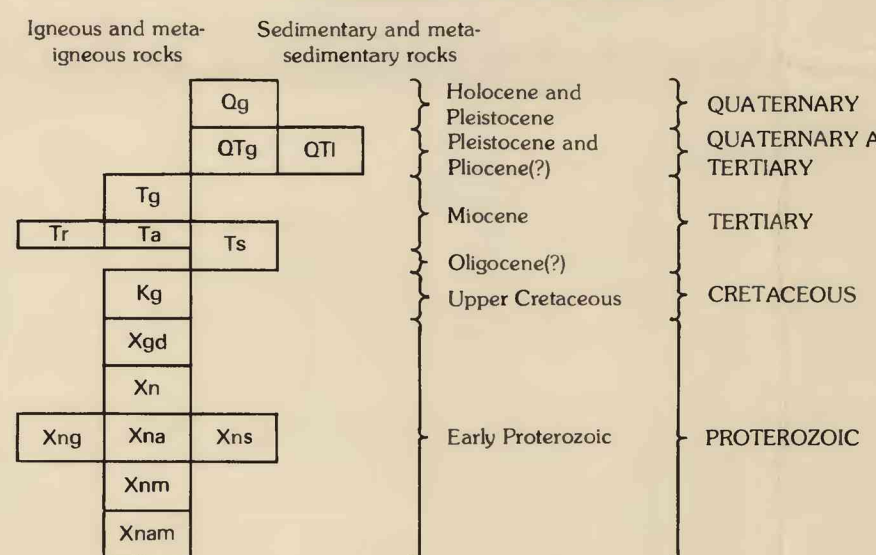 Igneous and meta-
igneous rocks
Sedimentary and meta-
sedimentary rocks
Qg
Holocene and
Pleistocene
QUATERNARY
QTg QTl
Pleistocene and
Pliocene(?)
QUATERNARY A
TERTIARY
Tg
Miocene
TERTIARY
Tr Ta Ts
Oligocene(?)
Kg
Upper Cretaceous
CRETACEOUS
Xgd
Xn
Xng Xna Xns
Early Proterozoic
PROTEROZOIC
Xnm
Xnam